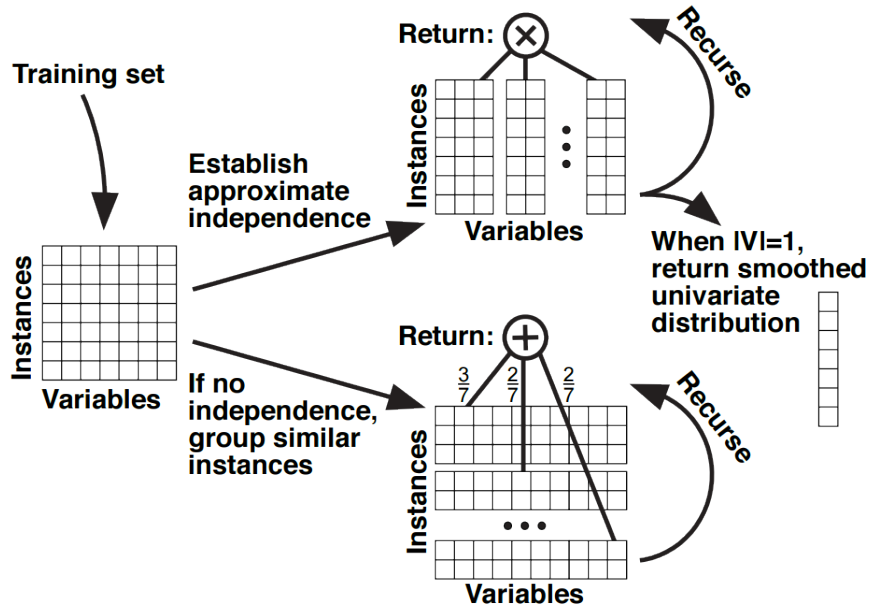 Training set
Instances
Variables
Establish
approximate
independence
Return: ×
Instances
Variables
Recurse
When |V|=1,
return smoothed
univariate
distribution
If no
independence,
group similar
instances
Return: +
3/7 2/7 2/7
Instances
Variables
Recurse